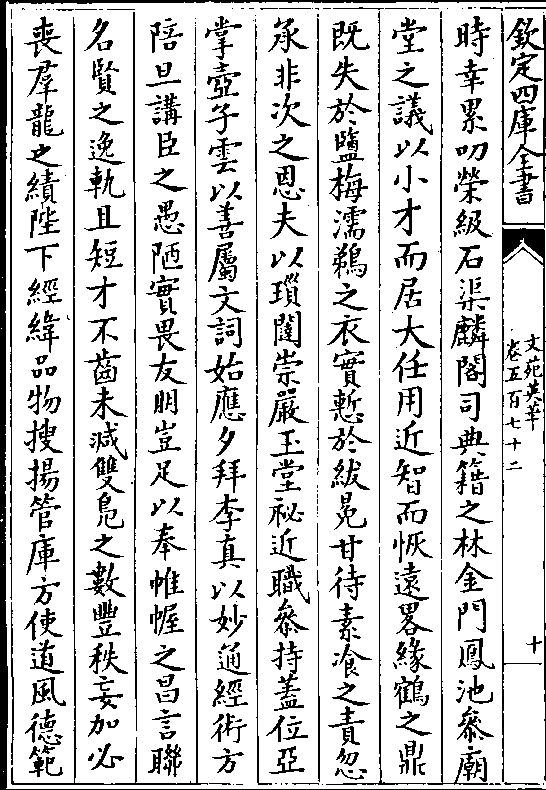 欽定四庫全書
文苑英華
卷五百七十二
十
時幸累叨榮級石渠麟閣司典籍之林金門鳳池叅廟
堂之議以小才而居大任用近智而恢遠畧緣鶴之鼎
既失於鹽梅濡鵜之衣實慙於紱冕甘待素飡之責忽
承非次之恩夫以瑣闥崇嚴玉堂祕近職叅持蓋位亞
掌壺子雲以善屬文詞始應夕拜李真以妙通經術方
陪旦講臣之愚陋實畏友朋豈足以奉帷幄之昌言聯
名賢之逸軌且短才不齒未減雙鳬之數豐秩妄加必
喪羣龍之績陛下經緯品物搜揚管庫方使道風德範